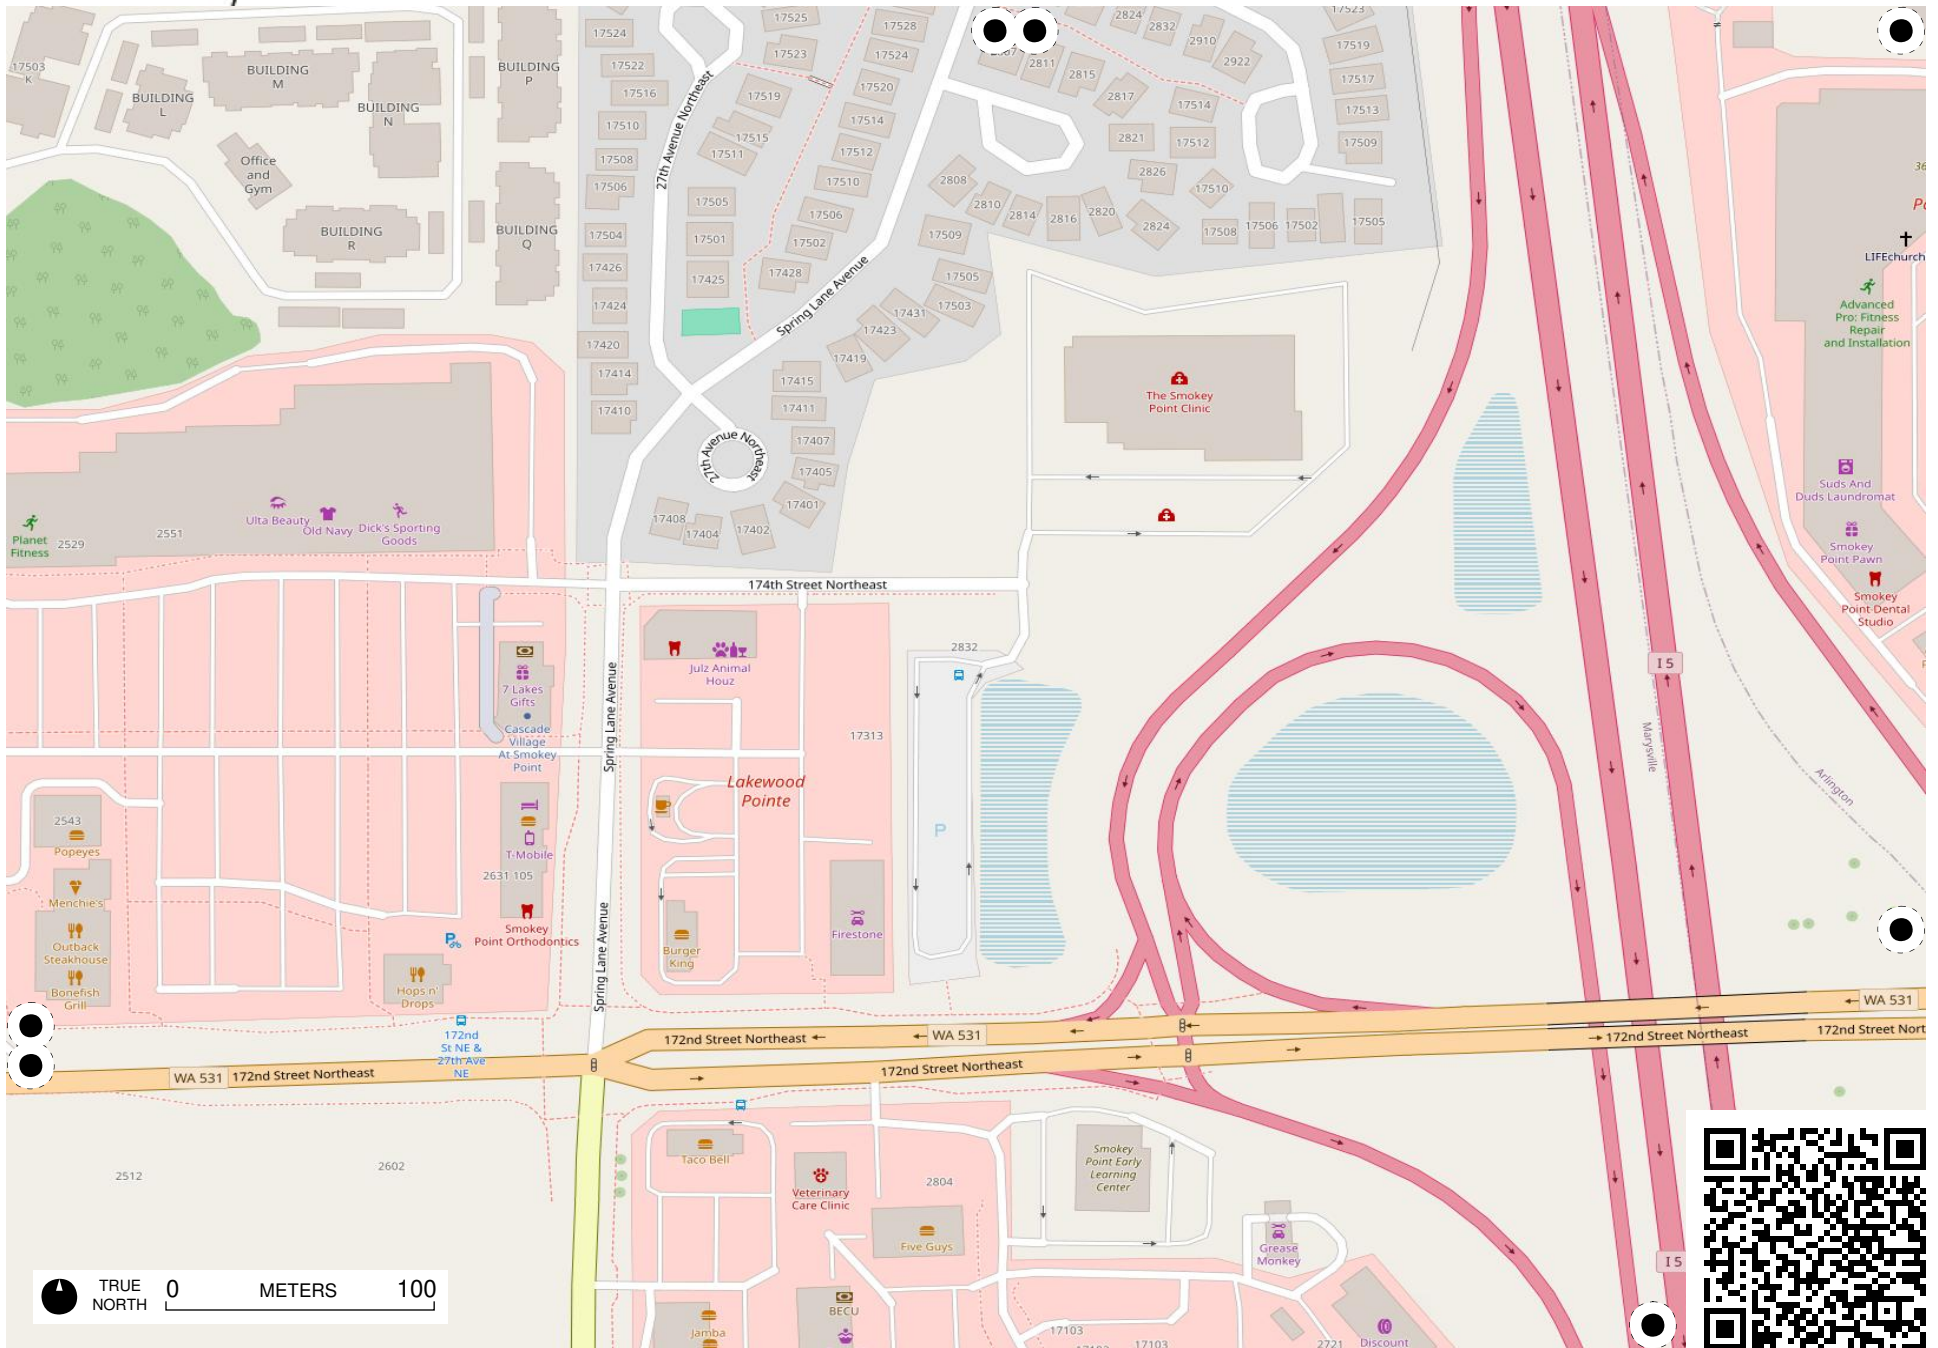 17503
K
BUILDING
L
BUILDING
M
BUILDING
N
BUILDING
P
Office
and
Gym
BUILDING
R
BUILDING
Q
17524
17522
17516
17510
17508
17506
17504
17426
17424
17420
17414
17410
27th Avenue Northeast
17525
17523
17519
17515
17511
17505
17501
17425
17528
17524
17520
17514
17512
17510
17506
17502
17428
Spring Lane Avenue
17509
17505
17503
17431
17423
17419
17415
17411
17407
17405
17401
17402
17404
17408
27th Avenue Northeast
2811
2815
2817
2821
2824
2832
2910
2922
17514
17512
2826
17510
2808
2810
2814
2816
2820
2824
17508
17506
17502
17505
17523
17519
17517
17513
17509
The Smokey
Point Clinic
36
LIFEchurch
Advanced
Pro: Fitness
Repair
and Installation
Suds And
Duds Laundromat
Smokey
Point Pawn
Smokey
Point Dental
Studio
Planet
Fitness
2529
2551
Ulta Beauty
Old Navy
Dick's Sporting
Goods
174th Street Northeast
7 Lakes
Gifts
Cascade
Village
At Smokey
Point
Spring Lane Avenue
Julz Animal
Houz
2832
17313
Lakewood
Pointe
P
I 5
Marysville
Arlington
2543
Popeyes
Menchie's
Outback
Steakhouse
Bonefish
Grill
T-Mobile
2631 105
Smokey
Point Orthodontics
P
Hops n'
Drops
Spring Lane Avenue
Burger
King
Firestone
172nd
St NE &
27th Ave
NE
WA 531
172nd Street Northeast
172nd Street Northeast
WA 531
172nd Street Northeast
172nd Street Northeast
WA 531
172nd Street Nort
2512
2602
Taco Bell
Veterinary
Care Clinic
2804
Five Guys
Smokey
Point Early
Learning
Center
Grease
Monkey
I 5
BECU
Jamba
17103
17103
2721
Discount
TRUE
NORTH
0
METERS
100